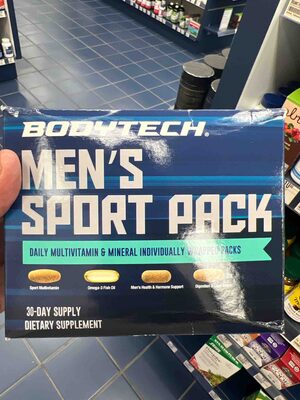 BODYTECH®
MEN'S
SPORT PACK
DAILY MULTIVITAMIN & MINERAL INDIVIDUALLY WRAPPED PACKS
Sport Multivitamin
Omega-3 Fish Oil
Men's Health & Hormone Support
Digestion
30-DAY SUPPLY
DIETARY SUPPLEMENT